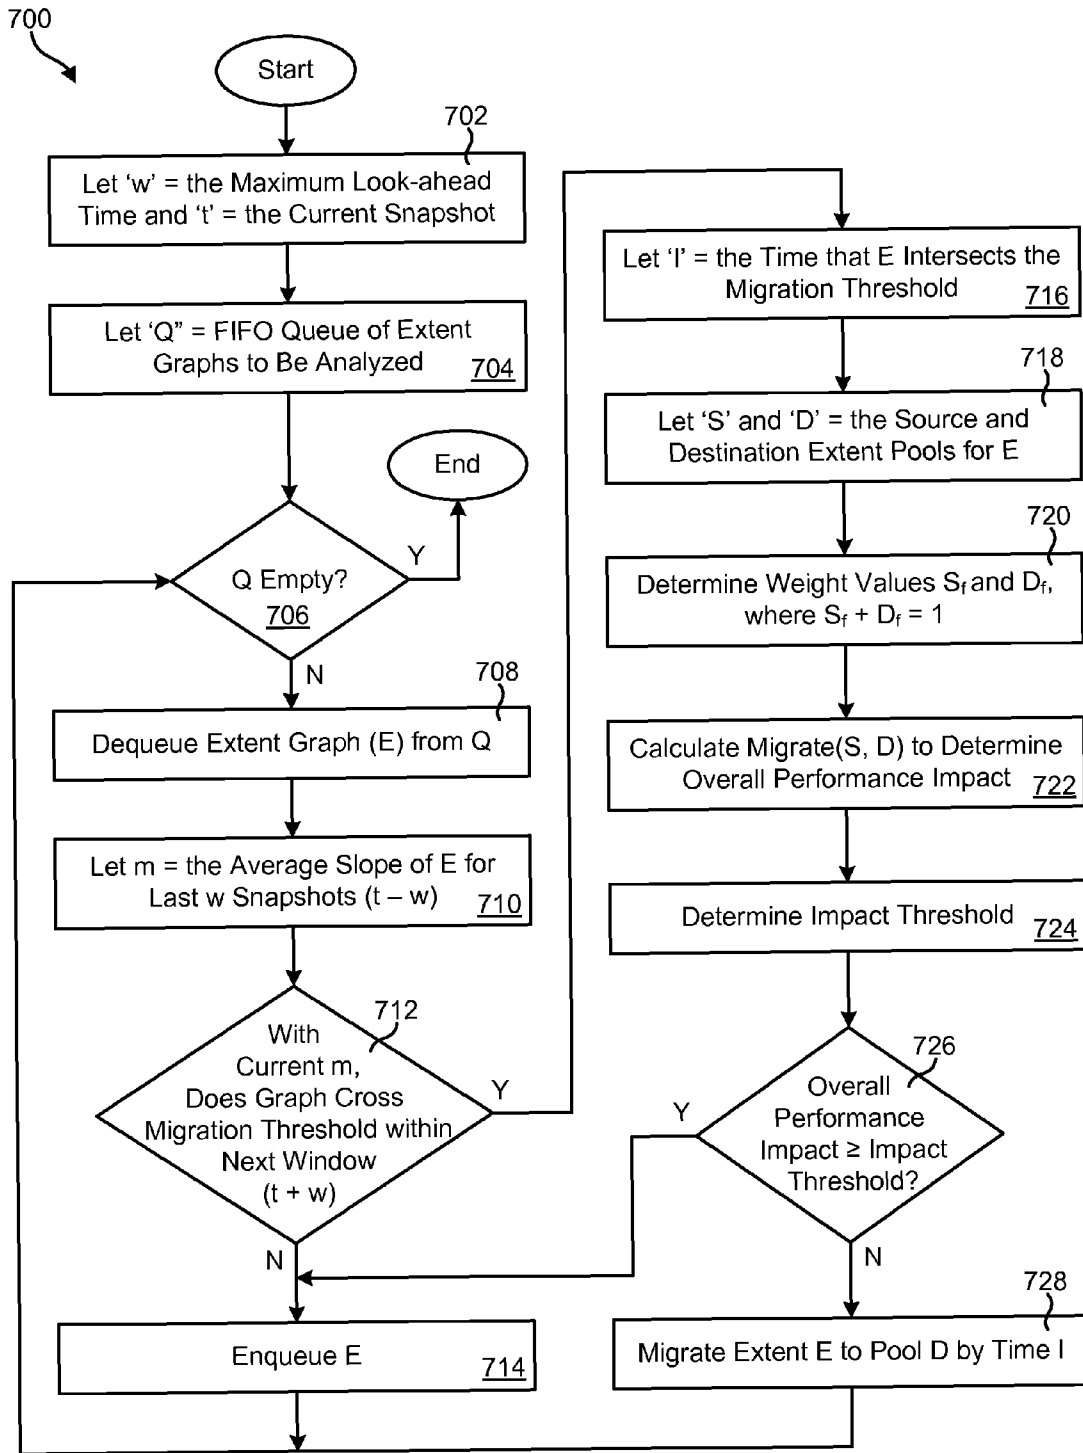 700
Start
702
Let ‘w’ = the Maximum Look-ahead
Time and ‘t’ = the Current Snapshot
Let ‘Q” = FIFO Queue of Extent
Graphs to Be Analyzed
704
End
Q Empty?
706
Y
N
708
Dequeue Extent Graph (E) from Q
Let m = the Average Slope of E for
Last w Snapshots (t – w)
710
712
With
Current m,
Does Graph Cross
Migration Threshold within
Next Window
(t + w)
Y
N
Enqueue E
714
Let ‘I’ = the Time that E Intersects the
Migration Threshold
716
718
Let ‘S’ and ‘D’ = the Source and
Destination Extent Pools for E
720
Determine Weight Values Sf and Df,
where Sf + Df = 1
Calculate Migrate(S, D) to Determine
Overall Performance Impact
722
Determine Impact Threshold
724
726
Overall
Performance
Impact ≥ Impact
Threshold?
Y
N
728
Migrate Extent E to Pool D by Time I